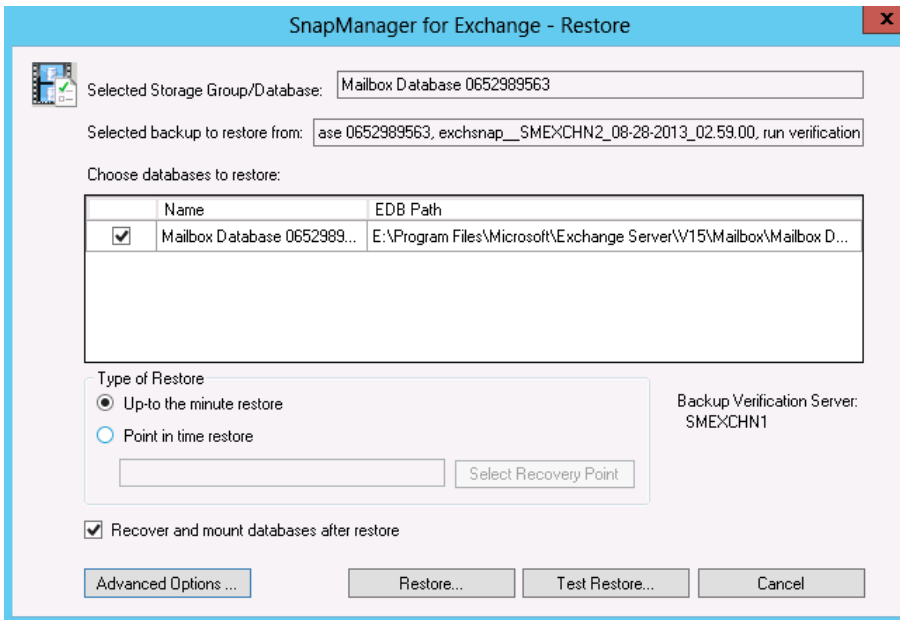 SnapManager for Exchange - Restore
x
Selected Storage Group/Database: Mailbox Database 0652989563
Selected backup to restore from: ase 0652989563, exchsnap__SMEXCHN2_08-28-2013_02.59.00, run verification
Choose databases to restore:
Name EDB Path
Mailbox Database 0652989... E:\Program Files\Microsoft\Exchange Server\V15\Mailbox\Mailbox D...
Type of Restore
Up-to the minute restore
Backup Verification Server:
SMEXCHN1
Point in time restore
Select Recovery Point
Recover and mount databases after restore
Advanced Options ... Restore... Test Restore... Cancel